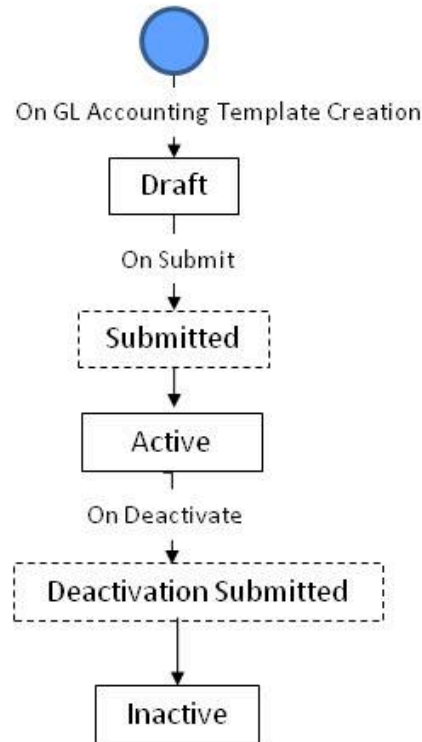 On GL Accounting Template Creation
Draft
On Submit
Submitted
Active
On Deactivate
Deactivation Submitted
Inactive